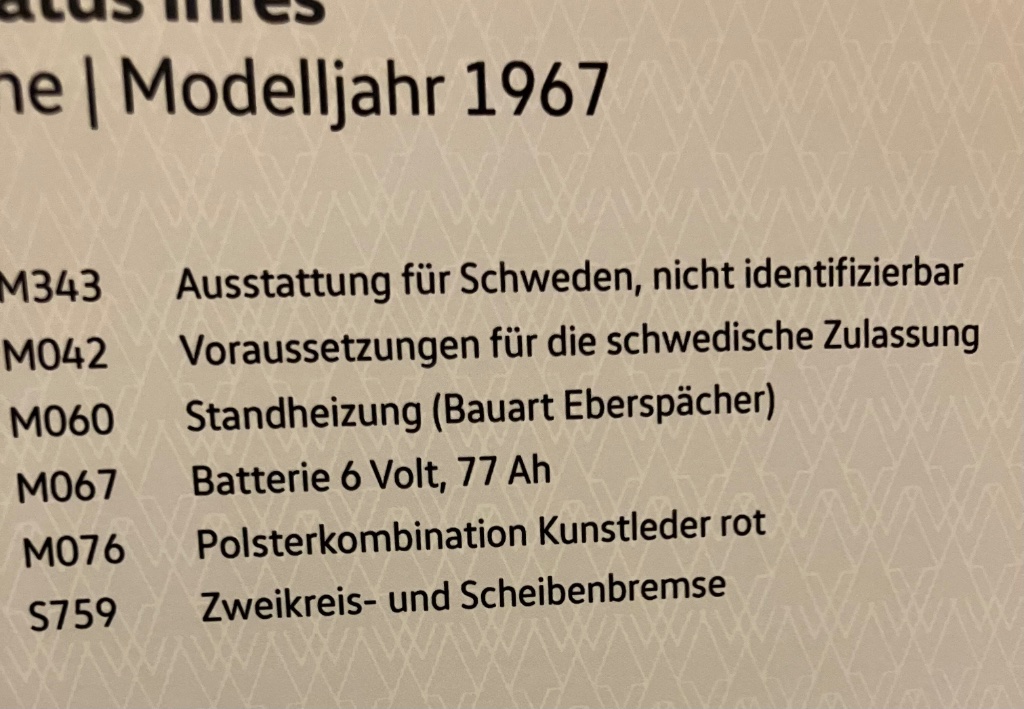 Ihres
| Modelljahr 1967
M343 Ausstattung für Schweden, nicht identifizierbar
M042 Voraussetzungen für die schwedische Zulassung
M060 Standheizung (Bauart Eberspächer)
M067 Batterie 6 Volt, 77 Ah
M076 Polsterkombination Kunstleder rot
S759 Zweikreis- und Scheibenbremse